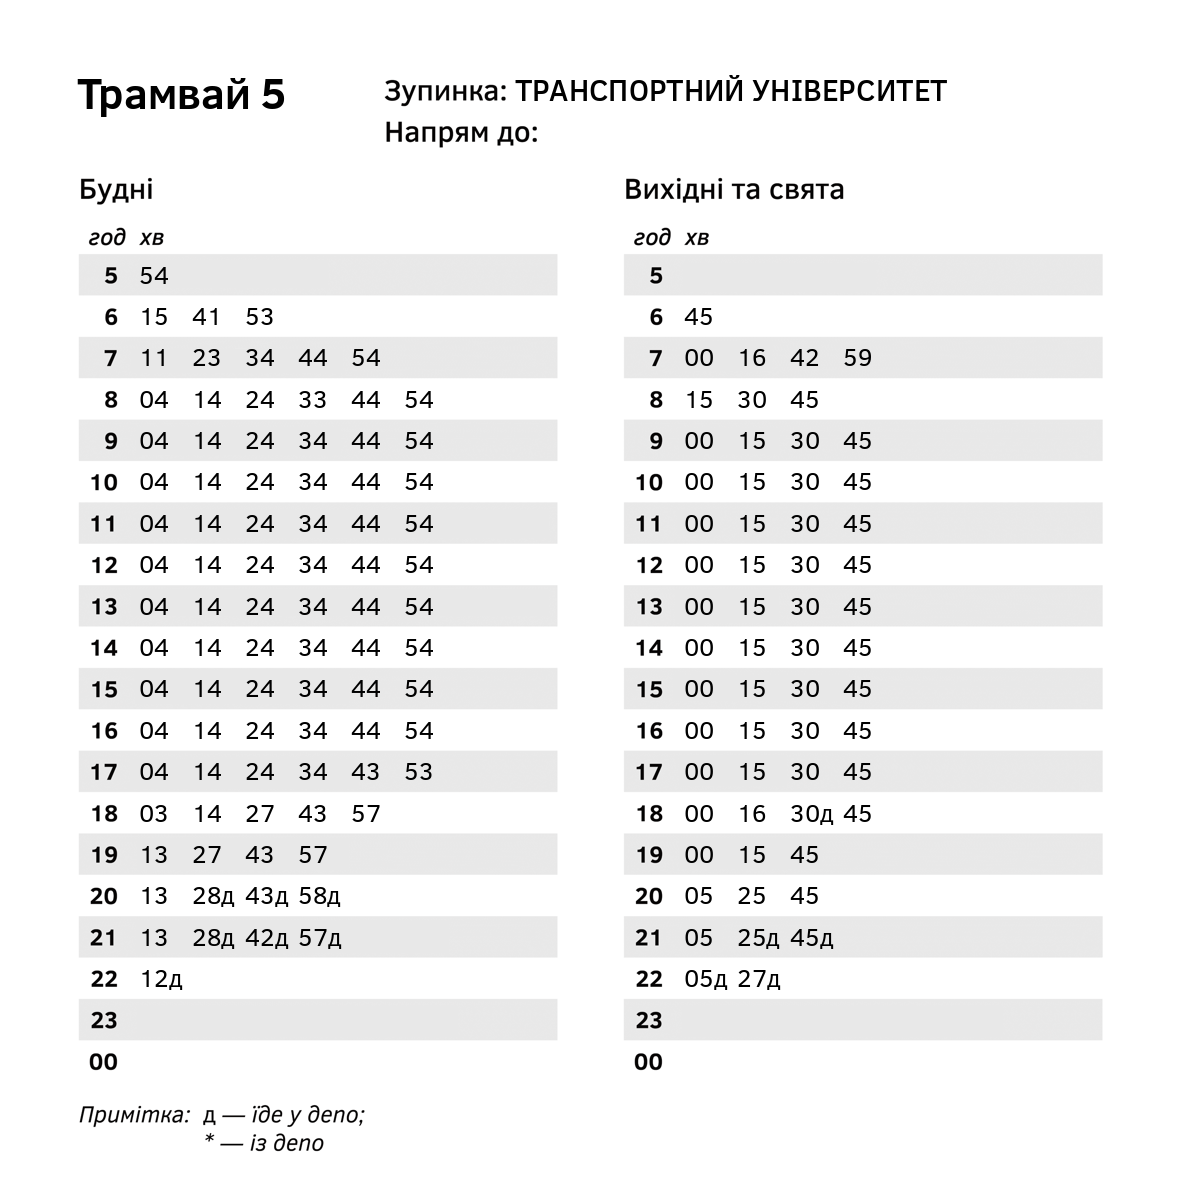 Трамвай 5
Зупинка: ТРАНСПОРТНИЙ УНІВЕРСИТЕТ
Напрям до:
Будні
год хв
5 54
6 15 41 53
7 11 23 34 44 54
8 04 14 24 33 44 54
9 04 14 24 34 44 54
10 04 14 24 34 44 54
11 04 14 24 34 44 54
12 04 14 24 34 44 54
13 04 14 24 34 44 54
14 04 14 24 34 44 54
15 04 14 24 34 44 54
16 04 14 24 34 44 54
17 04 14 24 34 43 53
18 03 14 27 43 57
19 13 27 43 57
20 13 28д 43д 58д
21 13 28д 42д 57д
22 12д
23
00
Вихідні та свята
год хв
5
6 45
7 00 16 42 59
8 15 30 45
9 00 15 30 45
10 00 15 30 45
11 00 15 30 45
12 00 15 30 45
13 00 15 30 45
14 00 15 30 45
15 00 15 30 45
16 00 15 30 45
17 00 15 30 45
18 00 16 30д 45
19 00 15 45
20 05 25 45
21 05 25д 45д
22 05д 27д
23
00
Примітка: д — їде у депо;
* — із депо